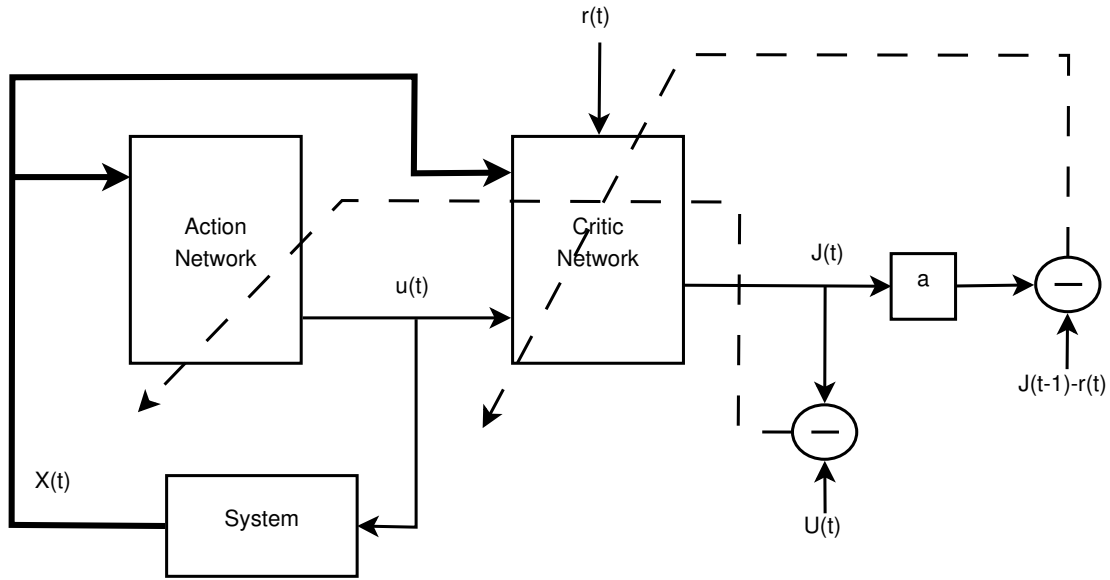 r(t)
Action
Network
Critic
Network
u(t)
J(t)
a
J(t-1)-r(t)
X(t)
System
U(t)